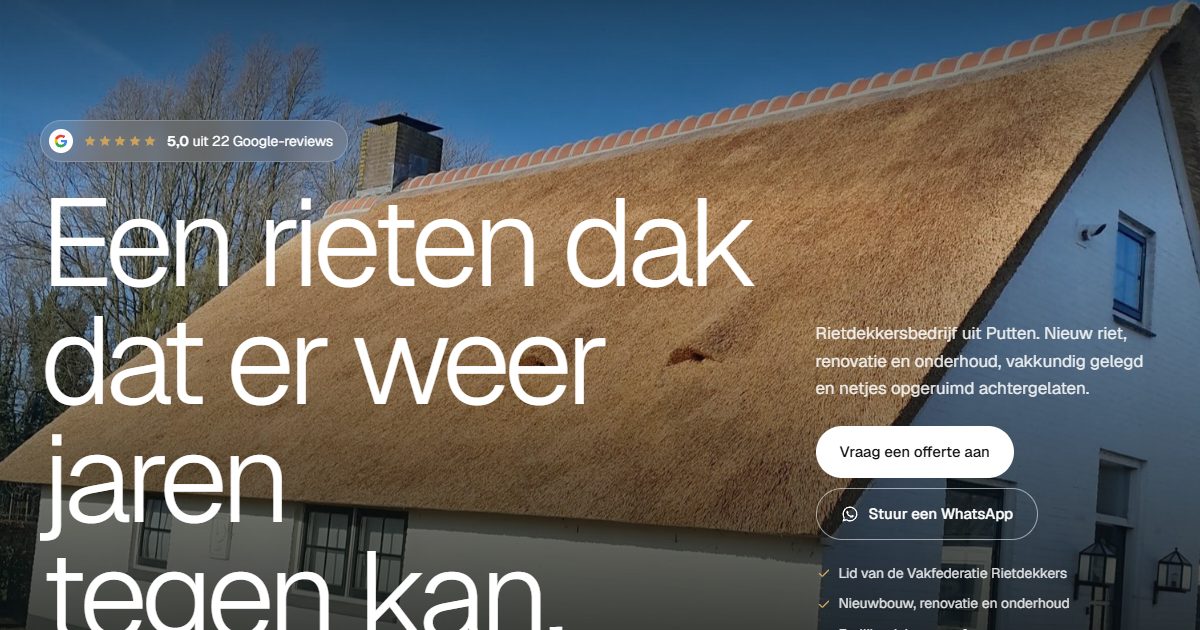 5,0 uit 22 Google-reviews
Een rieten dak
dat er weer
jaren
tegen kan.
Rietdekkersbedrijf uit Putten. Nieuw riet,
renovatie en onderhoud, vakkundig gelegd
en netjes opgeruimd achtergelaten.
Vraag een offerte aan
Stuur een WhatsApp
Lid van de Vakfederatie Rietdekkers
Nieuwbouw, renovatie en onderhoud